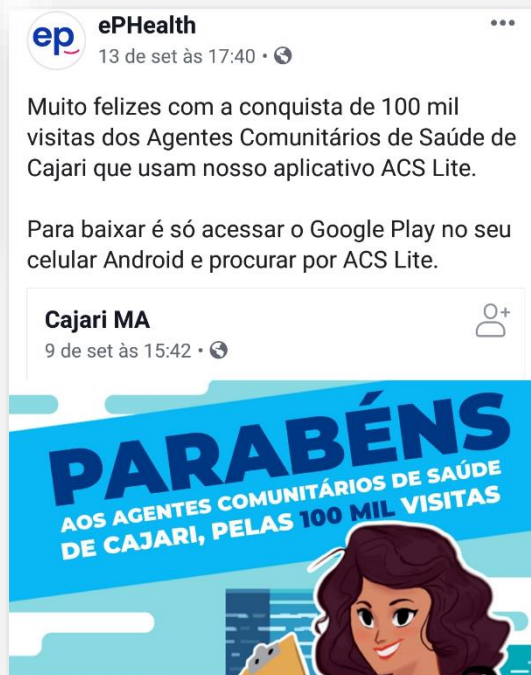 ep
ePHealth
13 de set às 17:40
Muito felizes com a conquista de 100 mil
visitas dos Agentes Comunitários de Saúde de
Cajari que usam nosso aplicativo ACS Lite.
Para baixar é só acessar o Google Play no seu
celular Android e procurar por ACS Lite.
Cajari MA
9 de set às 15:42
PARABÉNS
AOS AGENTES COMUNITÁRIOS DE SAÚDE
DE CAJARI, PELAS 100 MIL VISITAS